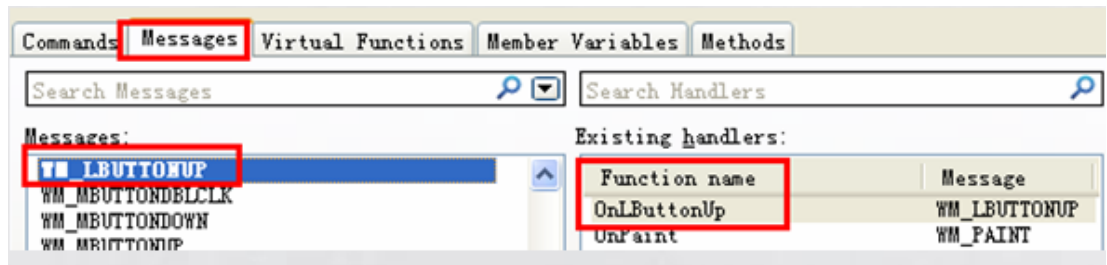 Commands Messages Virtual Functions Member Variables Methods
Search Messages Search Handlers
Messages: Existing handlers:
WM_LBUTTONUP Function name Message
WM_MBUTTONDBLCLK OnLButtonUp WM_LBUTTONUP
WM_MBUTTONDOWN OnPaint WM_PAINT
WM_MBUTTONUP